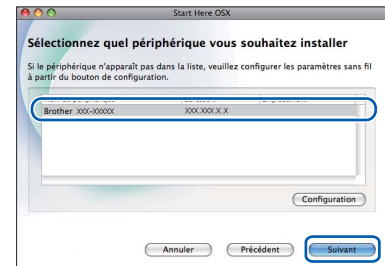 Start Here OSX
Sélectionnez quel périphérique vous souhaitez installer
Si le périphérique n'apparaît pas dans la liste, veuillez configurer les paramètres sans fil
à partir du bouton de configuration.
Brother XXX-XXXXX XXX.XXX.X.X
Configuration
Annuler Précédent Suivant